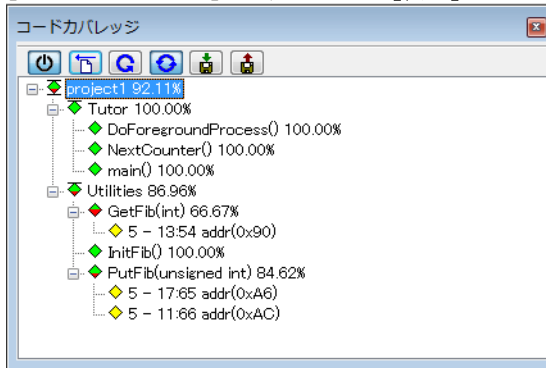 コードカバレッジ
project1 92.11%
Tutor 100.00%
DoForegroundProcess() 100.00%
NextCounter() 100.00%
main() 100.00%
Utilities 86.96%
GetFib(int) 66.67%
5 - 13:54 addr(0x90)
InitFib() 100.00%
PutFib(unsigned int) 84.62%
5 - 17:65 addr(0xA6)
5 - 11:66 addr(0xAC)